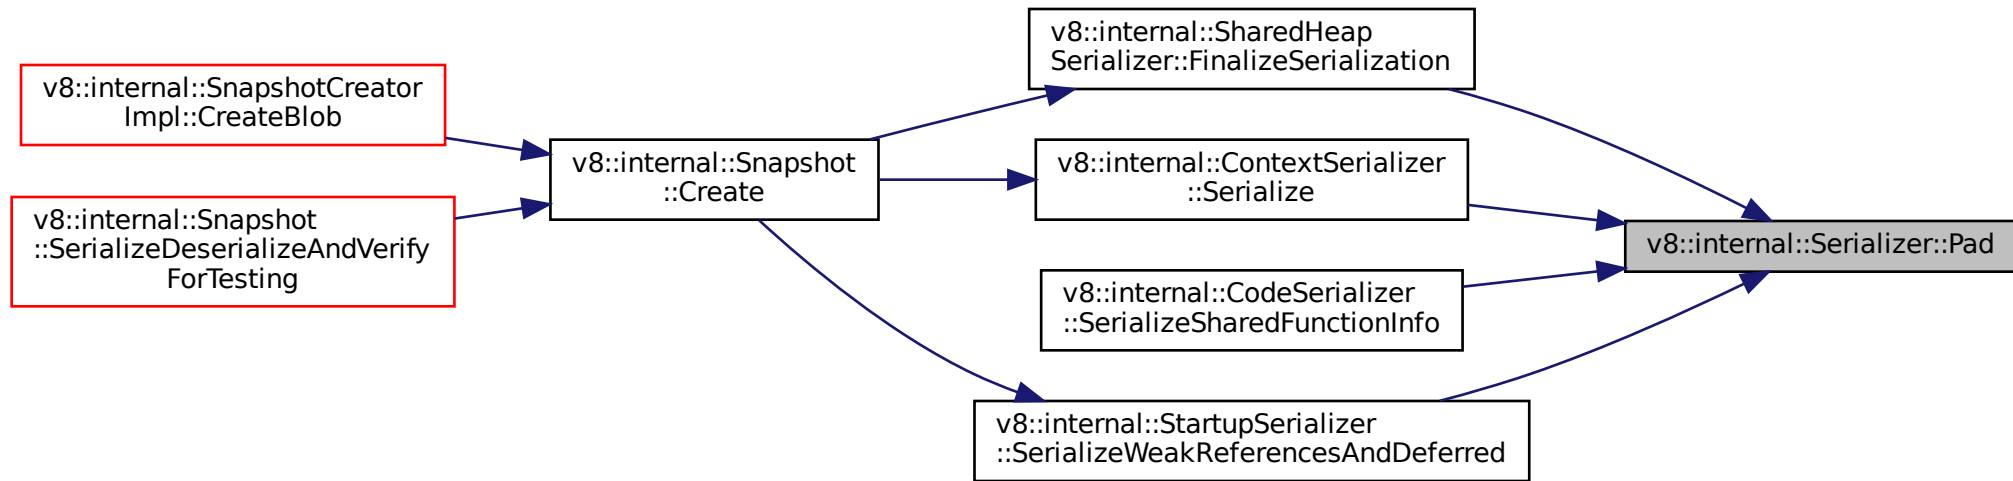 v8::internal::SnapshotCreator
Impl::CreateBlob
v8::internal::Snapshot
::SerializeDeserializeAndVerify
ForTesting
v8::internal::Snapshot
::Create
v8::internal::SharedHeap
Serializer::FinalizeSerialization
v8::internal::ContextSerializer
::Serialize
v8::internal::CodeSerializer
::SerializeSharedFunctionInfo
v8::internal::StartupSerializer
::SerializeWeakReferencesAndDeferred
v8::internal::Serializer::Pad